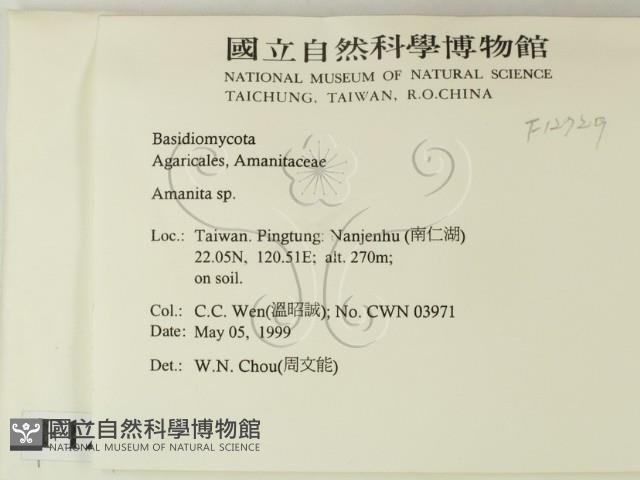 國立自然科學博物館
NATIONAL MUSEUM OF NATURAL SCIENCE
TAICHUNG, TAIWAN, R.O.CHINA
F12729
Basidiomycota
Agaricales, Amanitaceae
Amanita sp.
Loc.: Taiwan. Pingtung: Nanjenhu (南仁湖)
22.05N, 120.51E; alt. 270m;
on soil.
Col.: C.C. Wen(溫昭誠); No. CWN 03971
Date: May 05, 1999
Det.: W.N. Chou(周文能)
國立自然科學博物館
NATIONAL MUSEUM OF NATURAL SCIENCE